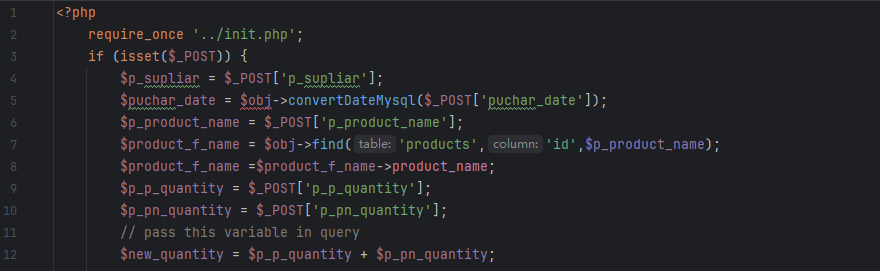 1 <?php
2 require_once '../init.php';
3 if (isset($_POST)) {
4 $p_supliar = $_POST['p_supliar'];
5 $puchar_date = $obj->convertDateMysql($_POST['puchar_date']);
6 $p_product_name = $_POST['p_product_name'];
7 $product_f_name = $obj->find( table: 'products', column: 'id',$p_product_name);
8 $product_f_name =$product_f_name->product_name;
9 $p_p_quantity = $_POST['p_p_quantity'];
10 $p_pn_quantity = $_POST['p_pn_quantity'];
11 // pass this variable in query
12 $new_quantity = $p_p_quantity + $p_pn_quantity;